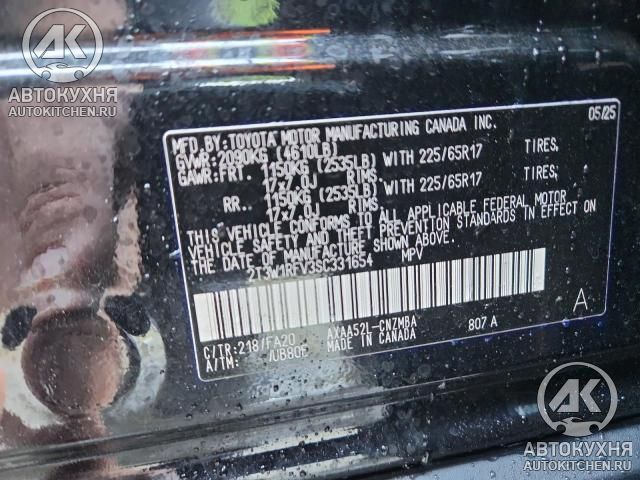 АК
АВТОКУХНЯ
AUTOKITCHEN.RU
05/25
MFD.BY:TOYOTA MOTOR MANUFACTURING CANADA INC.
GVWR:2090KG (4610LB)
GAWR:FRT. 1150KG (2535LB) WITH 225/65R17 TIRES,
17x7.0J RIMS,
RR.. 1150KG (2535LB) WITH 225/65R17 TIRES,
17x7.0J RIMS,
THIS VEHICLE CONFORMS TO ALL APPLICABLE FEDERAL MOTOR
VEHICLE SAFETY AND THEFT PREVENTION STANDARDS IN EFFECT ON
THE DATE OF MANUFACTURE SHOWN ABOVE.
2T3W1RFV3SC331654 MPV
A
C/TR:218/FA20 AXAA52L-CNZMBA 807A
A/TM: /UB80E MADE IN CANADA
АК
АВТОКУХНЯ
AUTOKITCHEN.RU